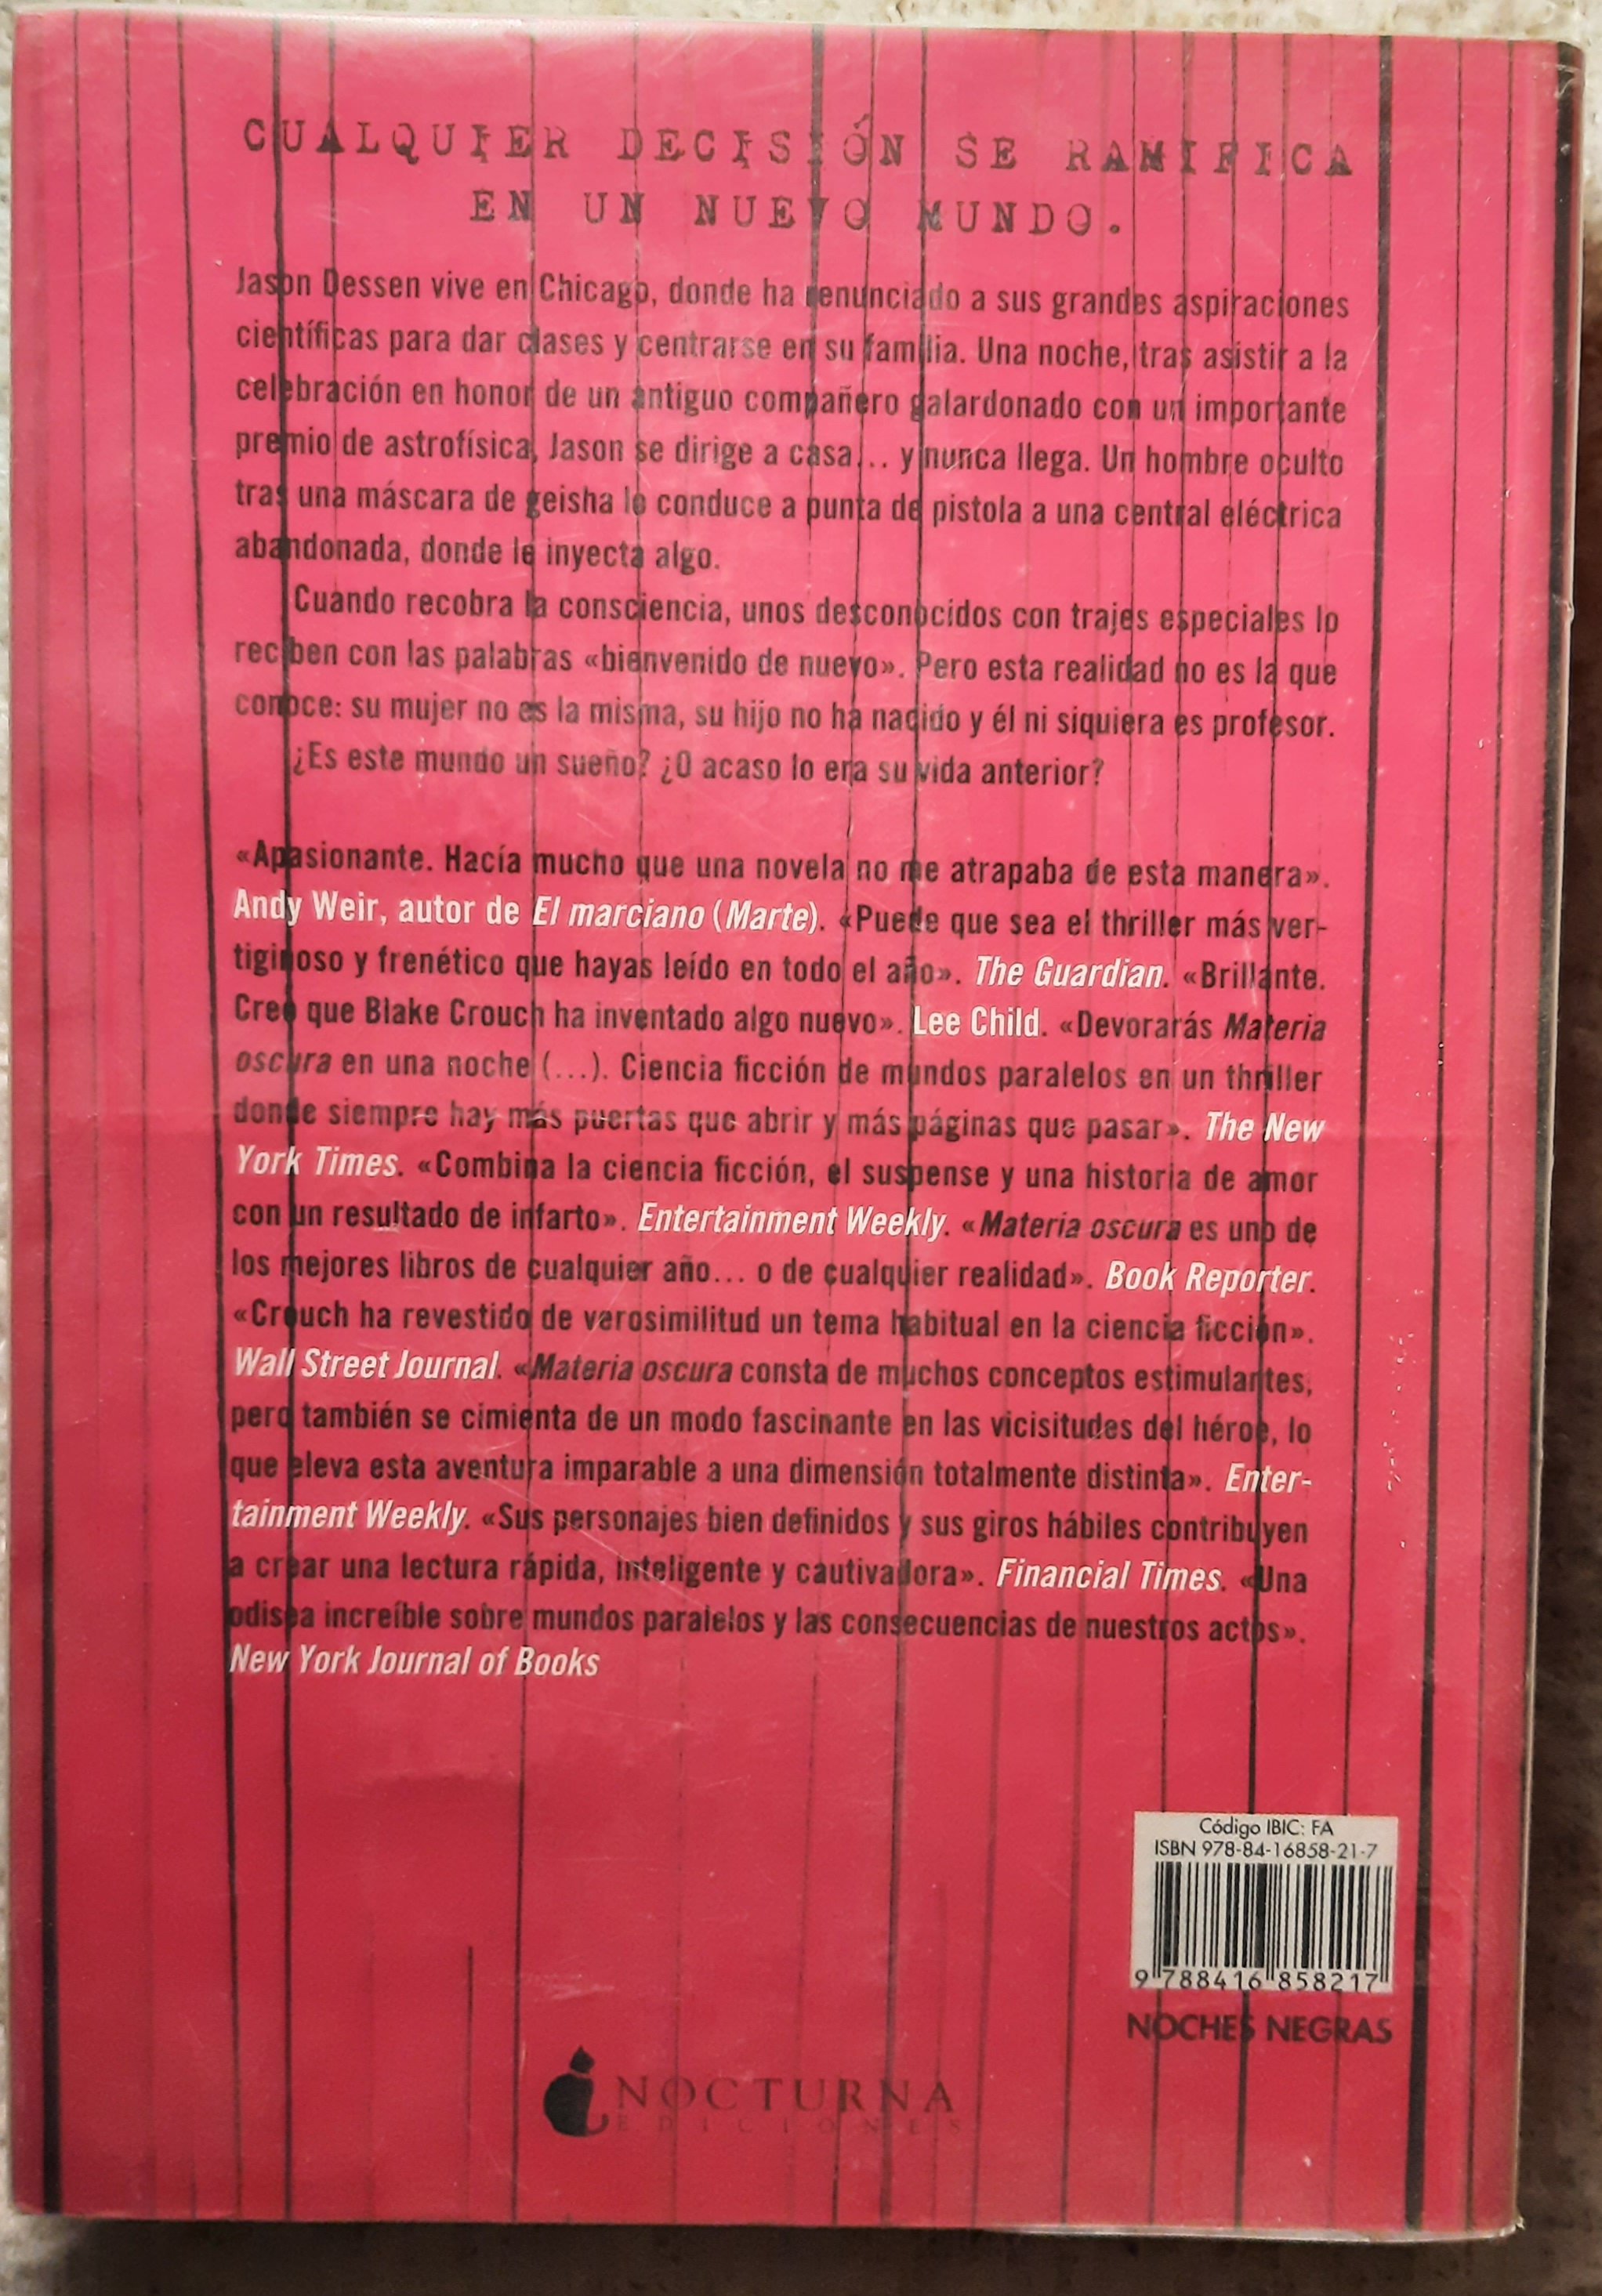 CUALQUIER DECISIÓN SE RAMIFICA
EN UN NUEVO MUNDO.
Jason Dessen vive en Chicago, donde ha renunciado a sus grandes aspiraciones
científicas para dar clases y centrarse en su familia. Una noche, tras asistir a la
celebración en honor de un antiguo compañero galardonado con un importante
premio de astrofísica, Jason se dirige a casa... y nunca llega. Un hombre oculto
tras una máscara de geisha le conduce a punta de pistola a una central eléctrica
abandonada, donde le inyecta algo.
Cuando recobra la consciencia, unos desconocidos con trajes especiales lo
reciben con las palabras «bienvenido de nuevo». Pero esta realidad no es la que
conoce: su mujer no es la misma, su hijo no ha nacido y él ni siquiera es profesor.
¿Es este mundo un sueño? ¿O acaso lo era su vida anterior?
«Apasionante. Hacía mucho que una novela no me atrapaba de esta manera».
Andy Weir, autor de El marciano (Marte). «Puede que sea el thriller más ver-
tiginoso y frenético que hayas leído en todo el año». The Guardian. «Brillante.
Creo que Blake Crouch ha inventado algo nuevo». Lee Child. «Devorarás Materia
oscura en una noche (...). Ciencia ficción de mundos paralelos en un thriller
donde siempre hay más puertas que abrir y más páginas que pasar». The New
York Times. «Combina la ciencia ficción, el suspense y una historia de amor
con un resultado de infarto». Entertainment Weekly. «Materia oscura es uno de
los mejores libros de cualquier año... o de cualquier realidad». Book Reporter.
«Crouch ha revestido de verosimilitud un tema habitual en la ciencia ficción».
Wall Street Journal. «Materia oscura consta de muchos conceptos estimulantes,
pero también se cimienta de un modo fascinante en las vicisitudes del héroe, lo
que eleva esta aventura imparable a una dimensión totalmente distinta». Enter-
tainment Weekly. «Sus personajes bien definidos y sus giros hábiles contribuyen
a crear una lectura rápida, inteligente y cautivadora». Financial Times. «Una
odisea increíble sobre mundos paralelos y las consecuencias de nuestros actos».
New York Journal of Books
Código IBIC: FA
ISBN 978-84-16858-21-7
9 788416 858217
NOCHES NEGRAS
NOCTURNA
EDICIONES